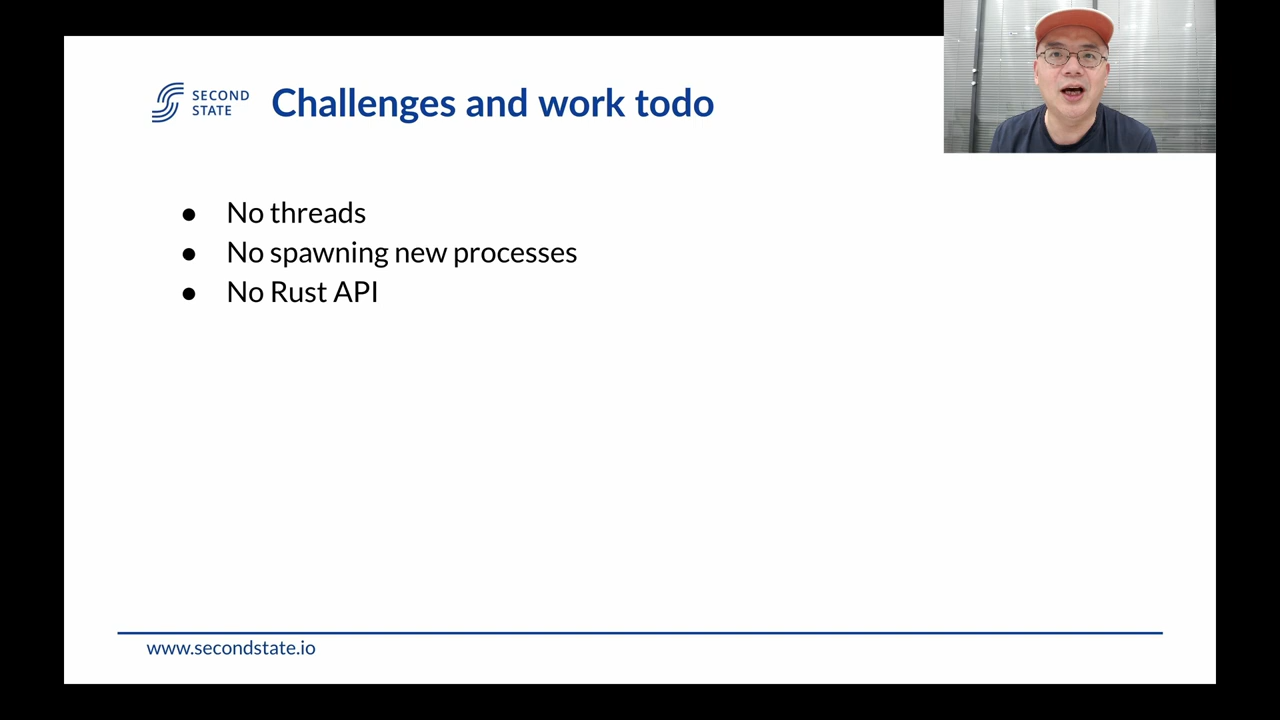 SECOND
STATE
Challenges and work todo
● No threads
● No spawning new processes
● No Rust API
www.secondstate.io